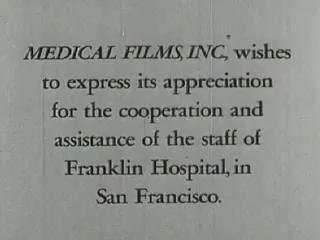 MEDICAL FILMS, INC., wishes
to express its appreciation
for the cooperation and
assistance of the staff of
Franklin Hospital, in
San Francisco.